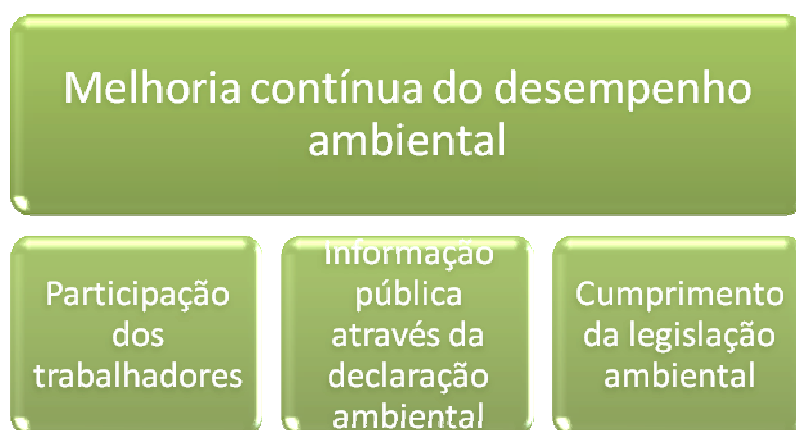 Melhoria contínua do desempenho
ambiental
Participação
dos
trabalhadores
Informação
pública
através da
declaração
ambiental
Cumprimento
da legislação
ambiental